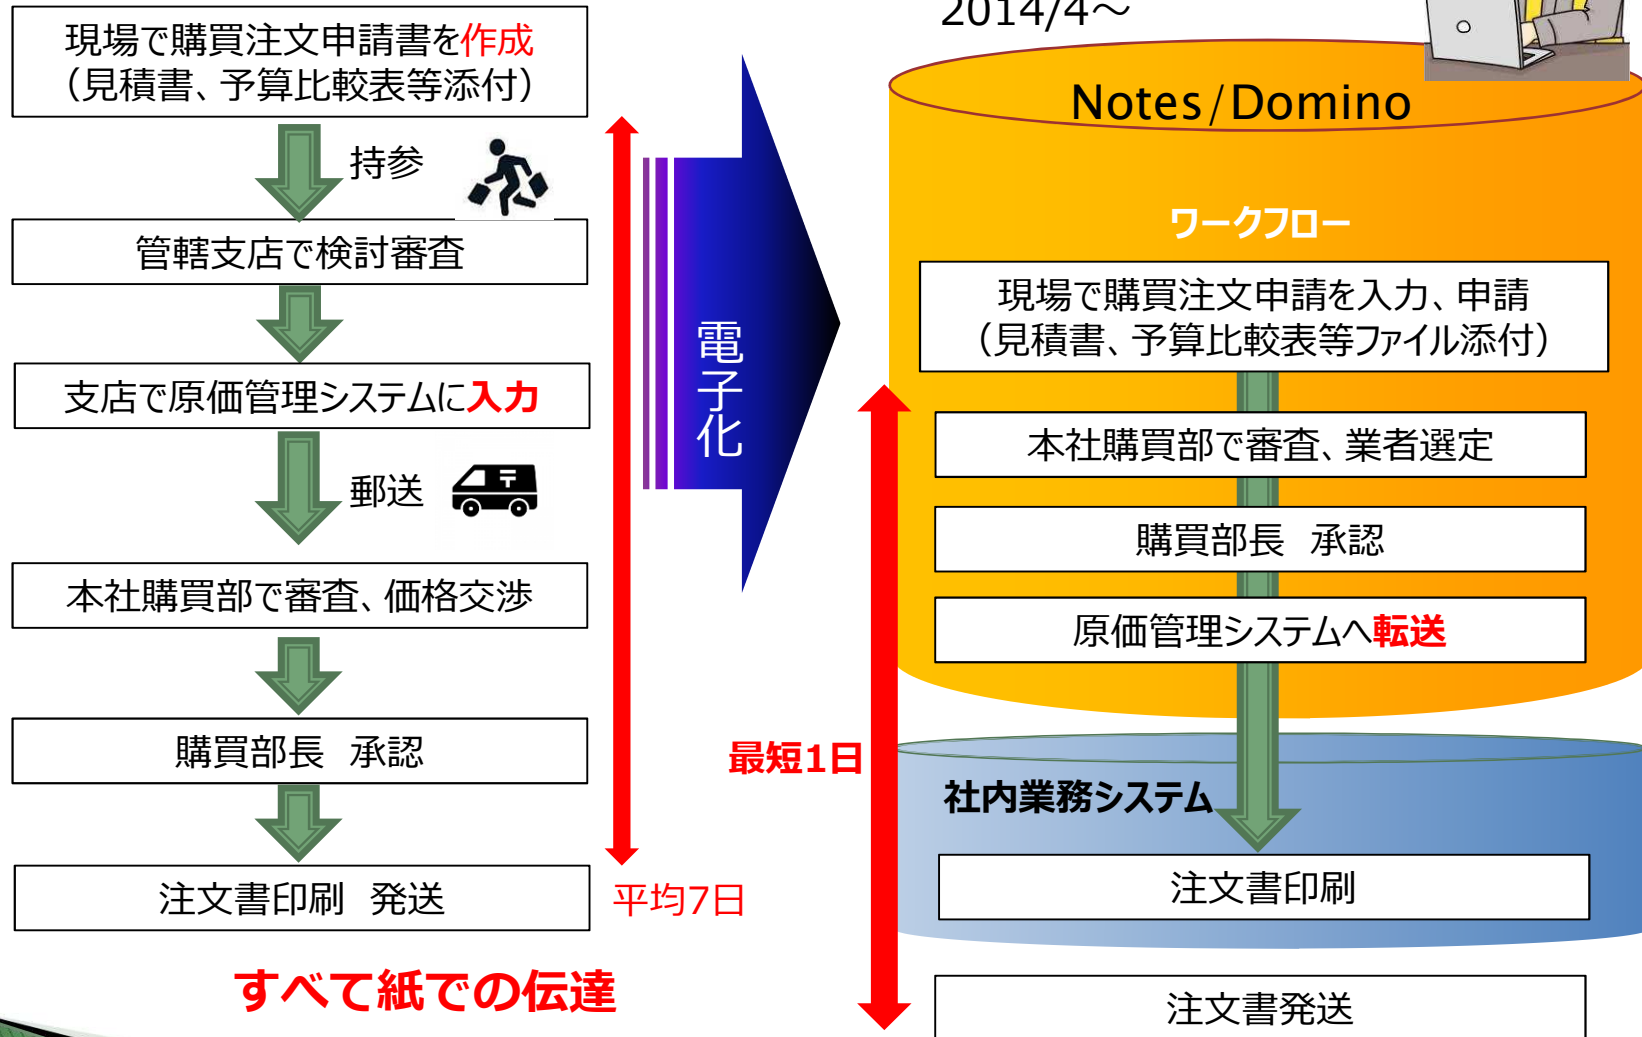 現場で購買注文申請書を作成
（見積書、予算比較表等添付）
持参
管轄支店で検討審査
支店で原価管理システムに入力
郵送
〒
本社購買部で審査、価格交渉
購買部長　承認
注文書印刷　発送
平均7日
すべて紙での伝達
電子化
2014/4～
Notes/Domino
ワークフロー
現場で購買注文申請を入力、申請
（見積書、予算比較表等ファイル添付）
本社購買部で審査、業者選定
購買部長　承認
原価管理システムへ転送
最短1日
社内業務システム
注文書印刷
注文書発送